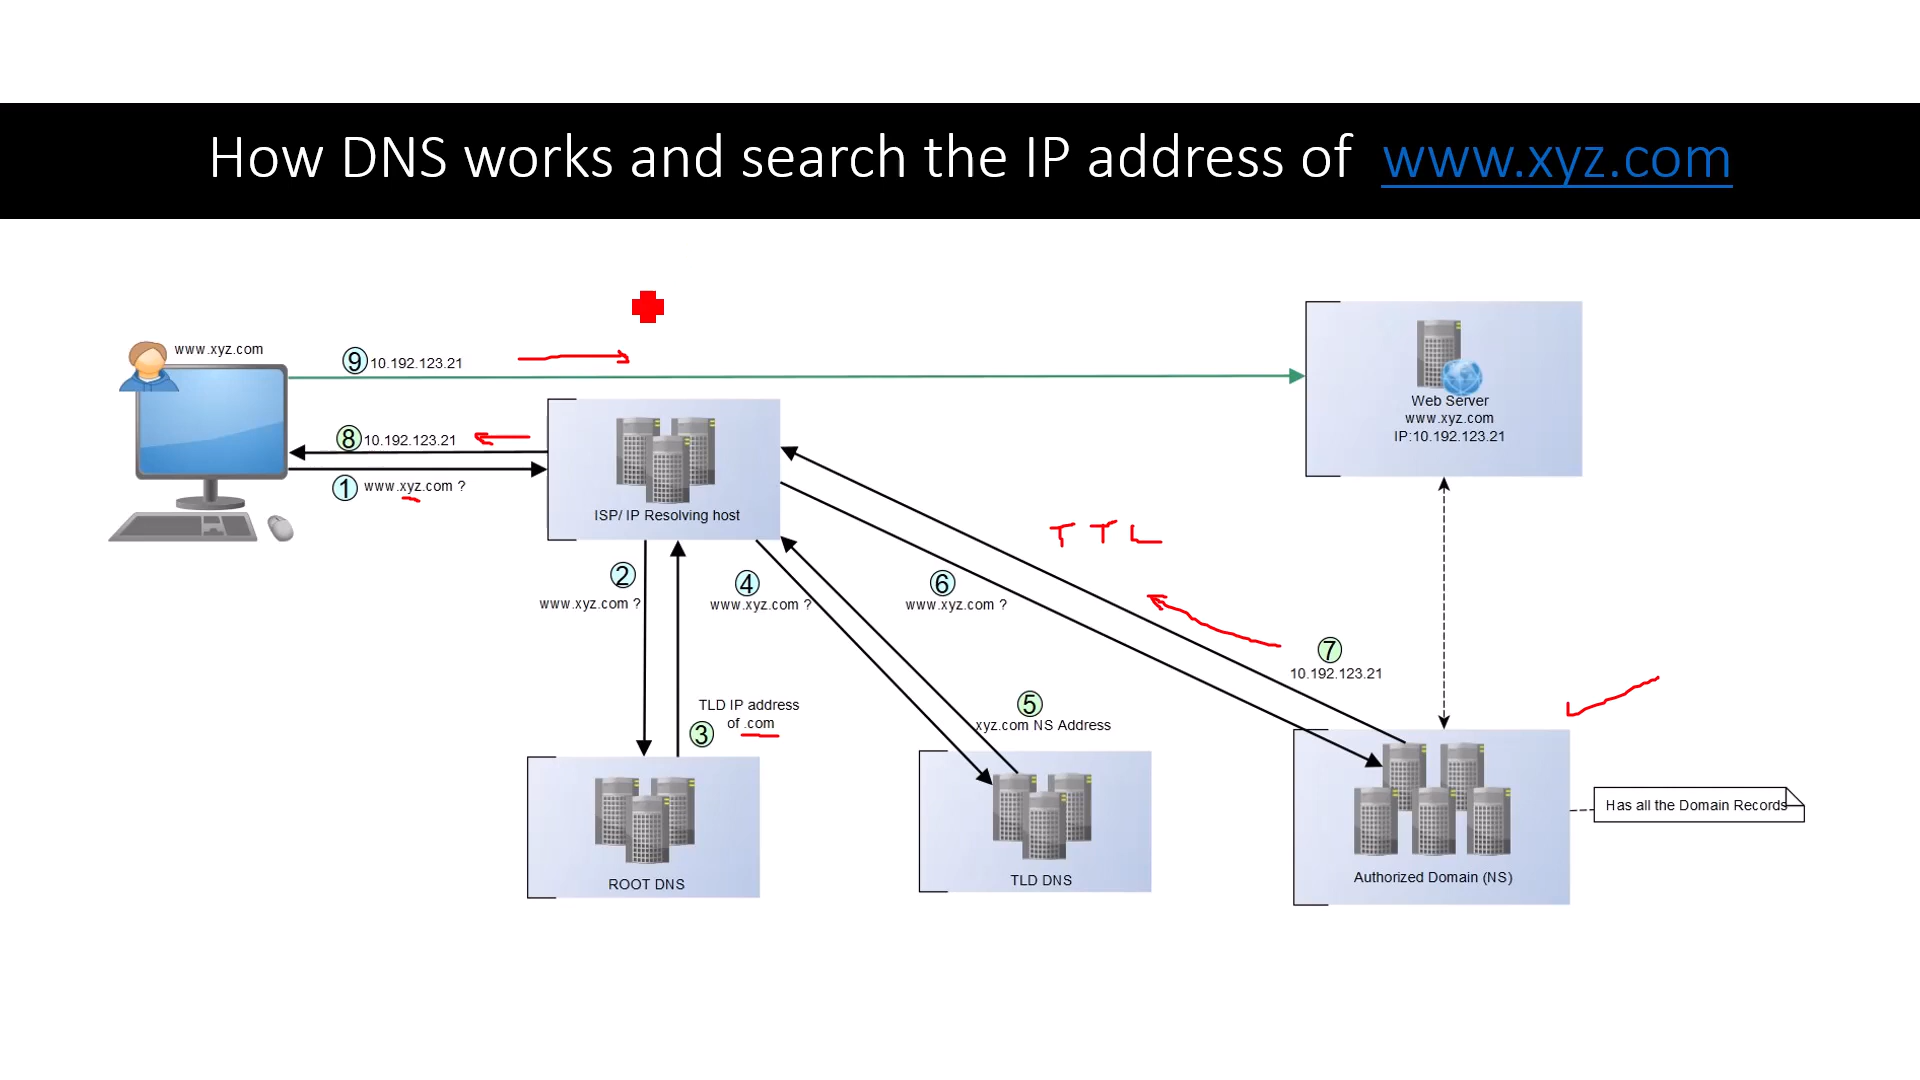 How DNS works and search the IP address of www.xyz.com
www.xyz.com
9 10.192.123.21
8 10.192.123.21
1 www.xyz.com ?
ISP/ IP Resolving host
Web Server
www.xyz.com
IP:10.192.123.21
TTL
2
www.xyz.com ?
4
www.xyz.com ?
6
www.xyz.com ?
7
10.192.123.21
TLD IP address
of .com
3
5
xyz.com NS Address
ROOT DNS
TLD DNS
Authorized Domain (NS)
Has all the Domain Records